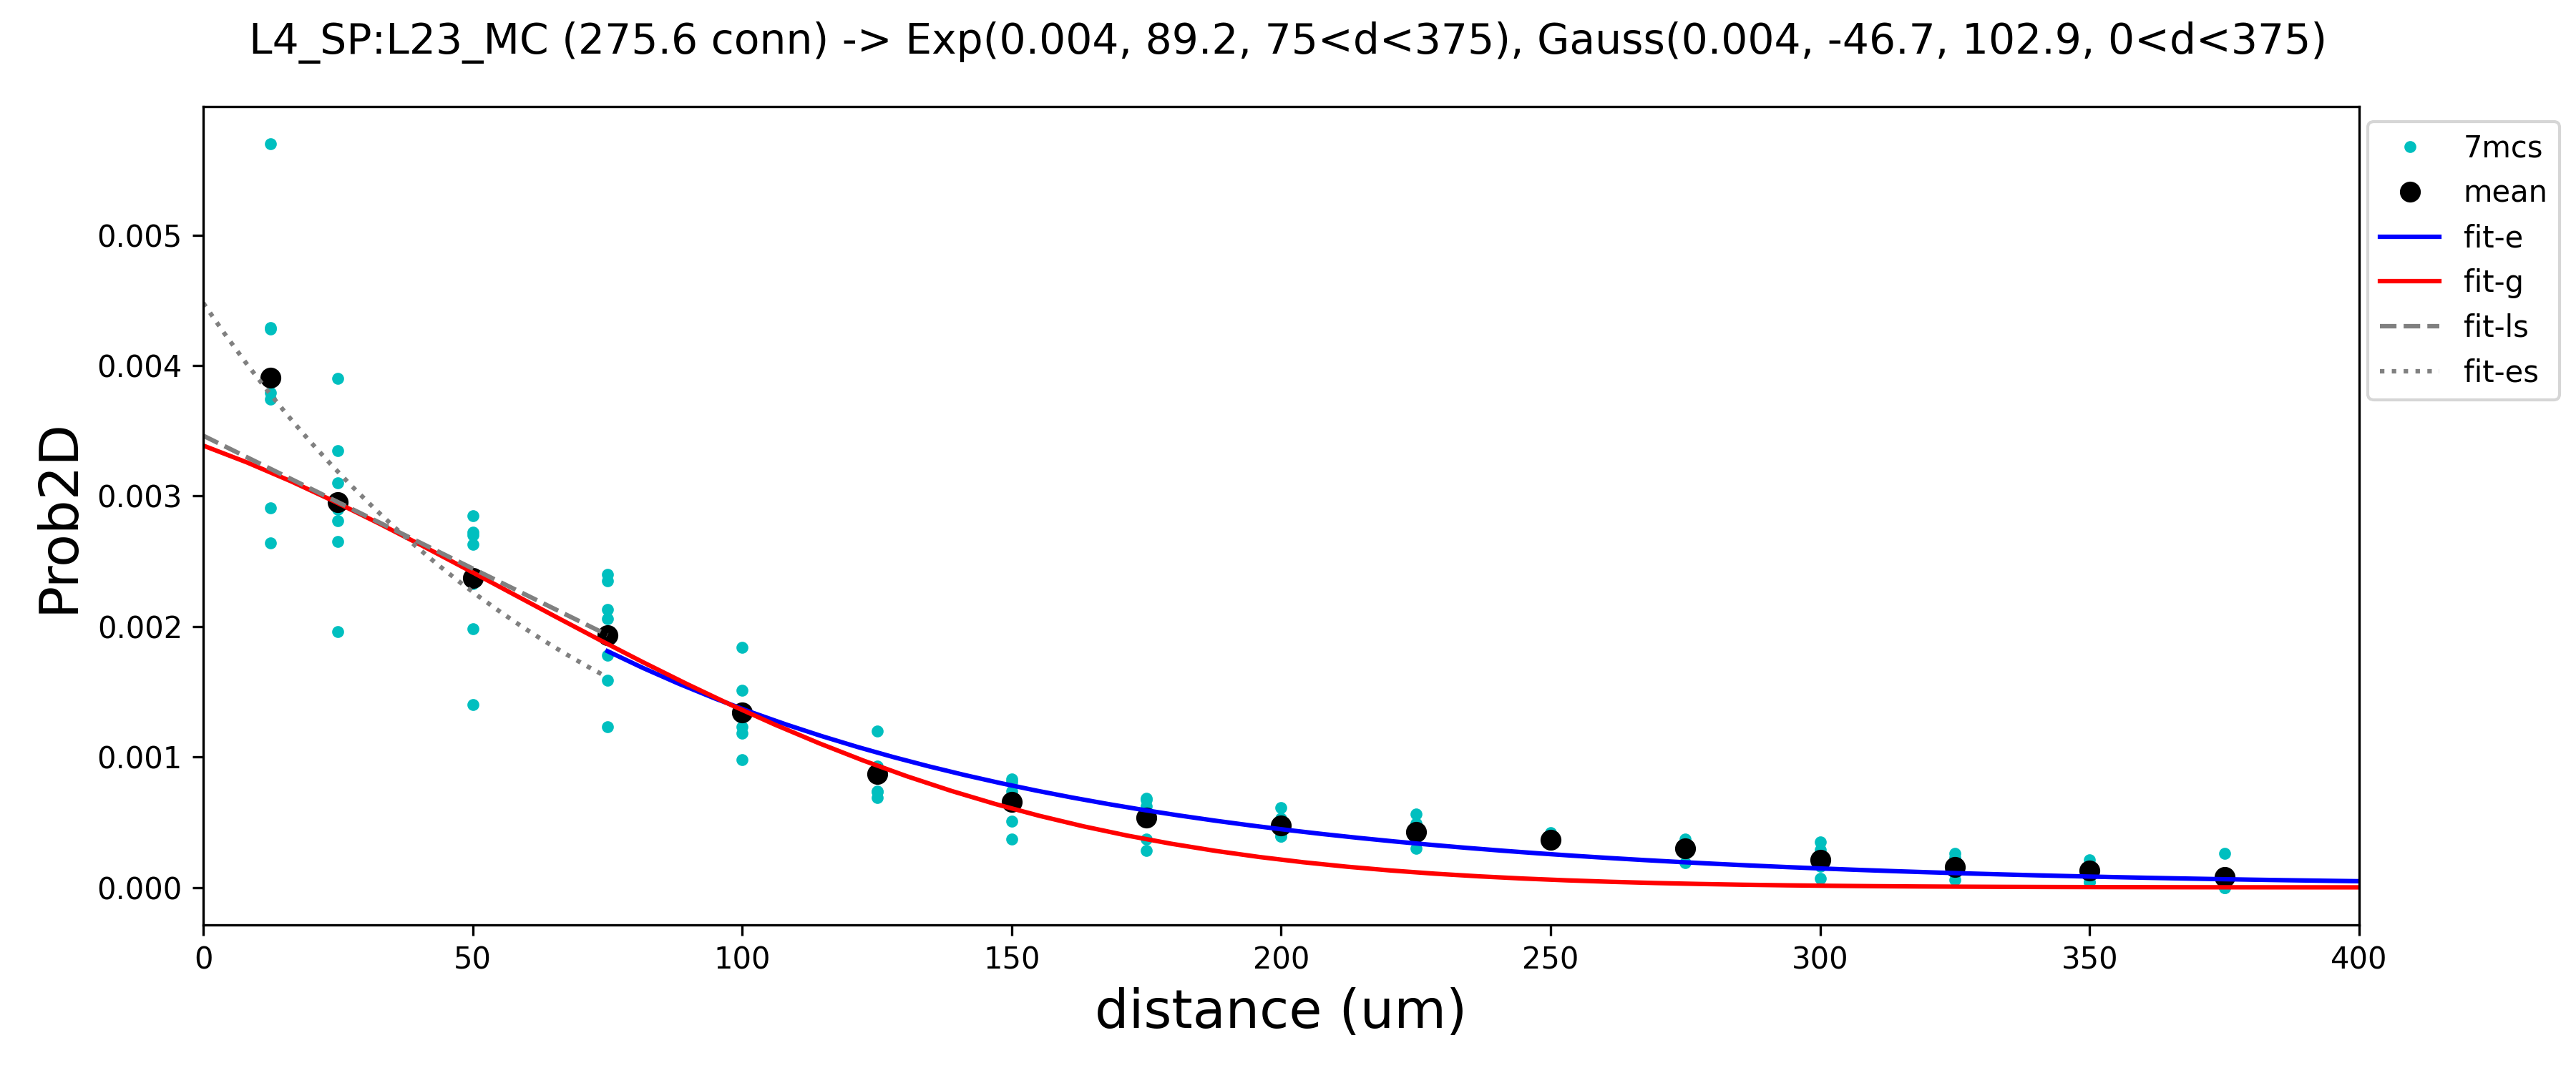 L4_SP:L23_MC (275.6 conn) -> Exp(0.004, 89.2, 75<d<375), Gauss(0.004, -46.7, 102.9, 0<d<375)
7mcs
mean
fit-e
fit-g
fit-ls
fit-es
Prob2D
0.005
0.004
0.003
0.002
0.001
0.000
0 50 100 150 200 250 300 350 400
distance (um)